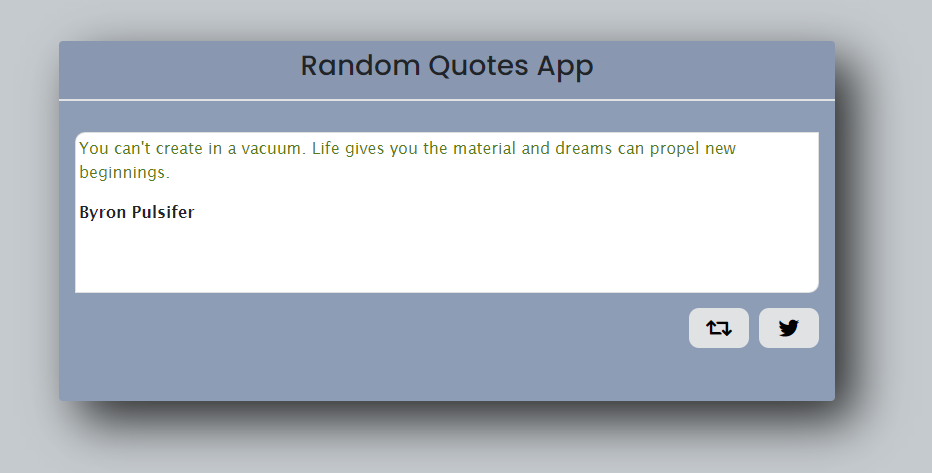 Random Quotes App
You can't create in a vacuum. Life gives you the material and dreams can propel new
beginnings.
Byron Pulsifer